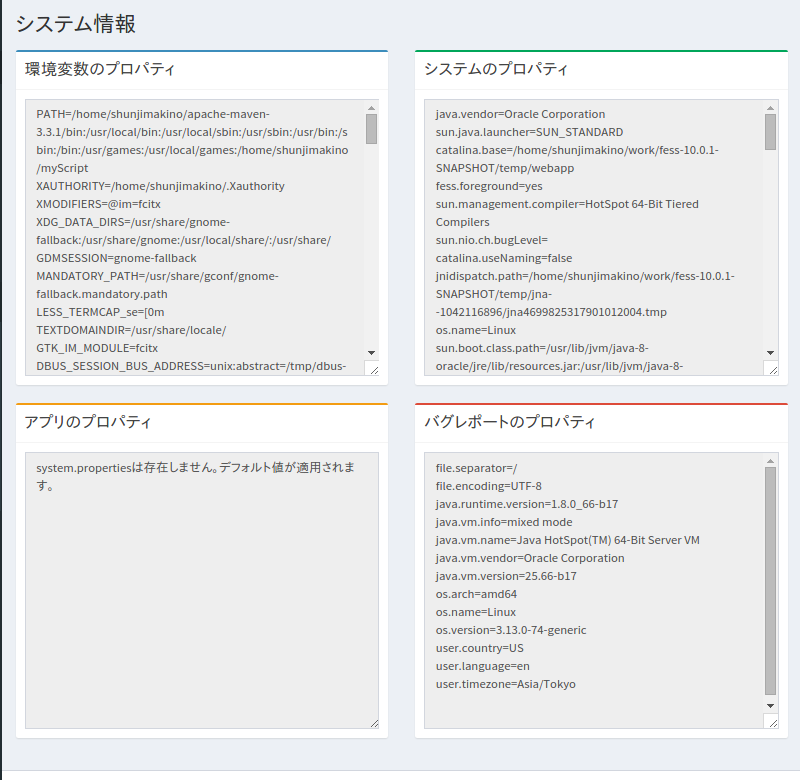 システム情報
環境変数のプロパティ
PATH=/home/shunjimakino/apache-maven-
3.3.1/bin:/usr/local/bin:/usr/local/sbin:/usr/sbin:/usr/bin:/s
bin:/bin:/usr/games:/usr/local/games:/home/shunjimakino
/myScript
XAUTHORITY=/home/shunjimakino/.Xauthority
XMODIFIERS=@im=fcitx
XDG_DATA_DIRS=/usr/share/gnome-
fallback:/usr/share/gnome:/usr/local/share/:/usr/share/
GDMSESSION=gnome-fallback
MANDATORY_PATH=/usr/share/gconf/gnome-
fallback.mandatory.path
LESS_TERMCAP_se=[0m
TEXTDOMAINDIR=/usr/share/locale/
GTK_IM_MODULE=fcitx
DBUS_SESSION_BUS_ADDRESS=unix:abstract=/tmp/dbus-
システムのプロパティ
java.vendor=Oracle Corporation
sun.java.launcher=SUN_STANDARD
catalina.base=/home/shunjimakino/work/fess-10.0.1-
SNAPSHOT/temp/webapp
fess.foreground=yes
sun.management.compiler=HotSpot 64-Bit Tiered
Compilers
sun.nio.ch.bugLevel=
catalina.useNaming=false
jnidispatch.path=/home/shunjimakino/work/fess-10.0.1-
SNAPSHOT/temp/jna-
-1042116896/jna4699825317901012004.tmp
os.name=Linux
sun.boot.class.path=/usr/lib/jvm/java-8-
oracle/jre/lib/resources.jar:/usr/lib/jvm/java-8-
アプリのプロパティ
system.propertiesは存在しません。デフォルト値が適用されま
す。
バグレポートのプロパティ
file.separator=/
file.encoding=UTF-8
java.runtime.version=1.8.0_66-b17
java.vm.info=mixed mode
java.vm.name=Java HotSpot(TM) 64-Bit Server VM
java.vm.vendor=Oracle Corporation
java.vm.version=25.66-b17
os.arch=amd64
os.name=Linux
os.version=3.13.0-74-generic
user.country=US
user.language=en
user.timezone=Asia/Tokyo